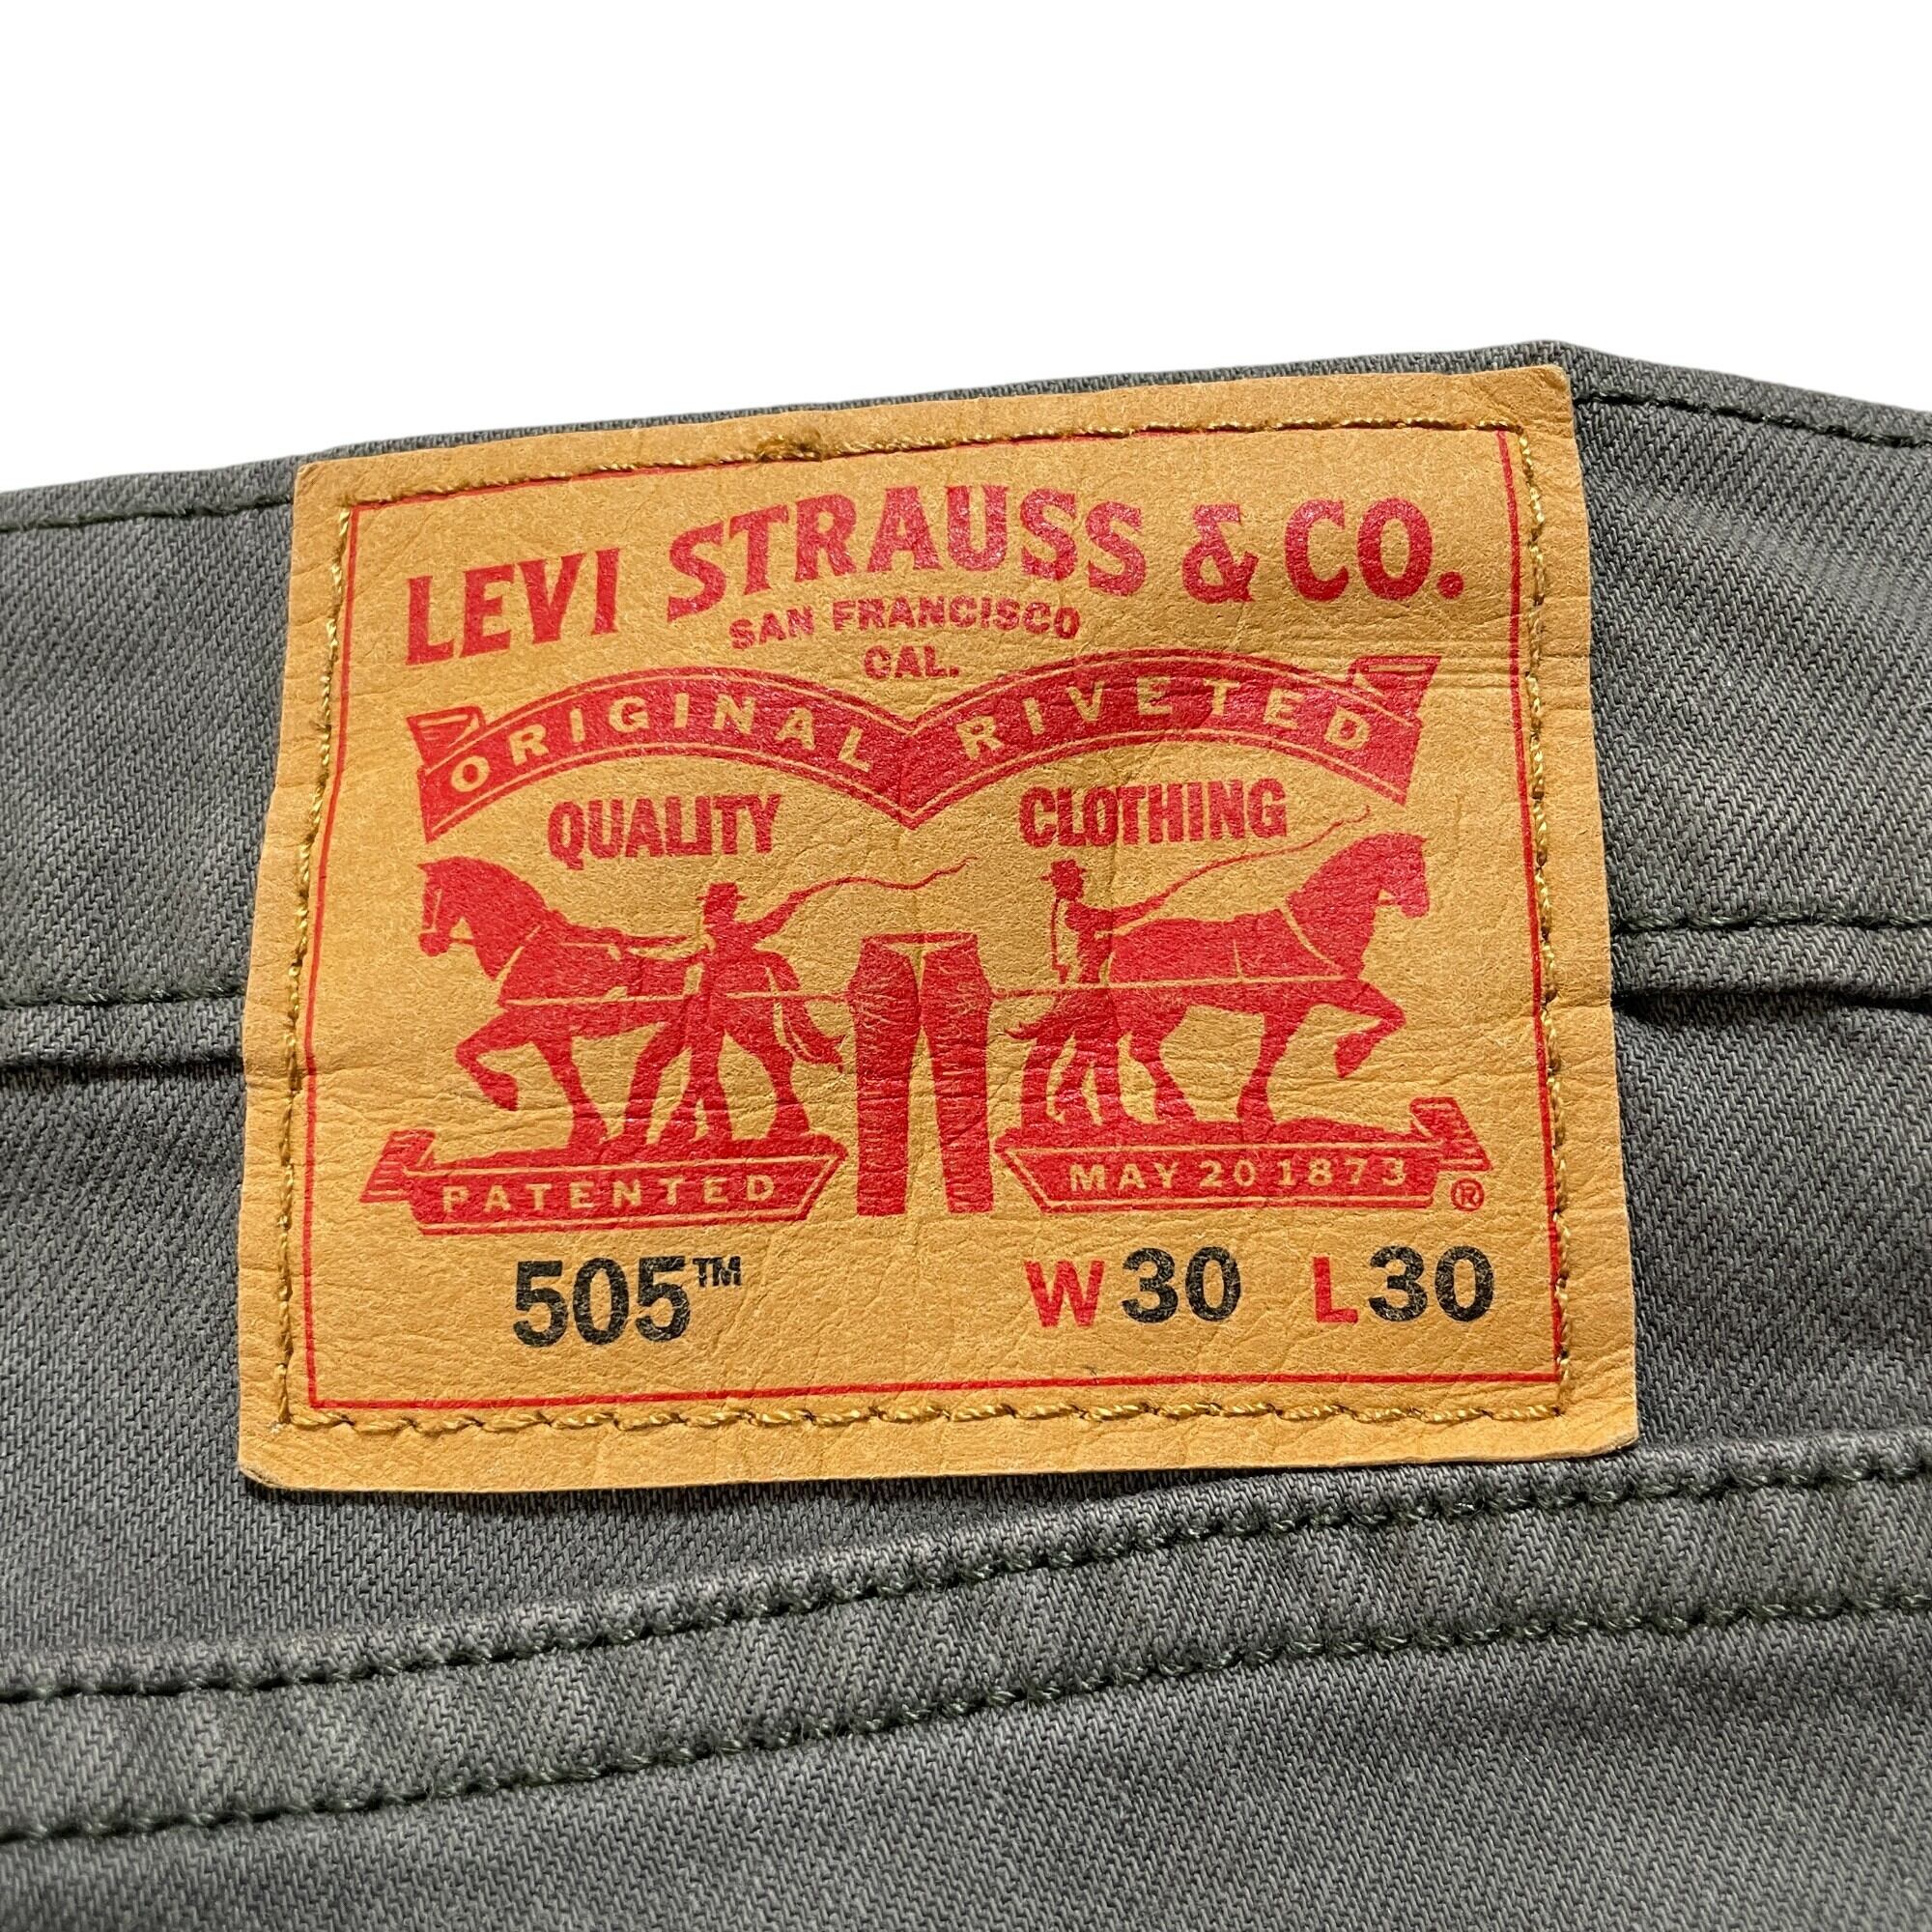 LEVI STRAUSS & CO.
SAN FRANCISCO
CAL.
ORIGINAL RIVETED
QUALITY CLOTHING
PATENTED MAY 20 1873 ®
505™ W30 L30